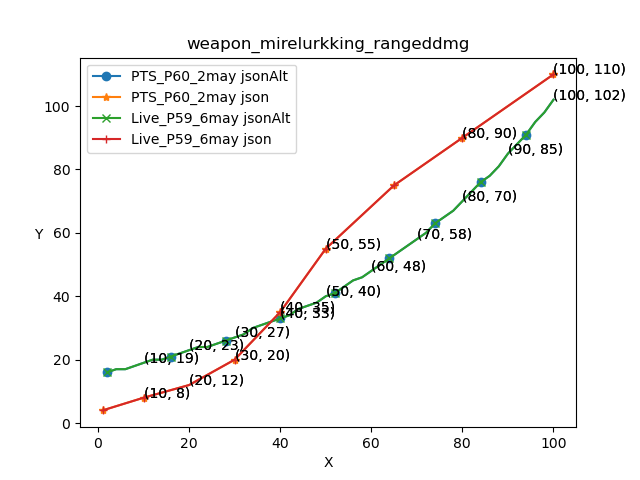 weapon_mirelurkking_rangeddmg
PTS_P60_2may jsonAlt
PTS_P60_2may json
Live_P59_6may jsonAlt
Live_P59_6may json
(100, 110)
(100, 102)
(80, 90)
(90, 85)
(80, 70)
(50, 55)
(70, 58)
(60, 48)
(50, 40)
(40, 35)
(40, 33)
(30, 27)
(20, 23)
(10, 19)
(30, 20)
(20, 12)
(10, 8)
Y
100
80
60
40
20
0
0 20 40 60 80 100
X